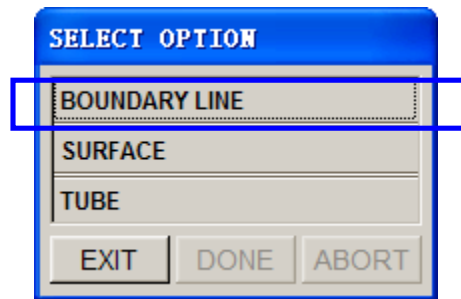 SELECT OPTION
BOUNDARY LINE
SURFACE
TUBE
EXIT DONE ABORT